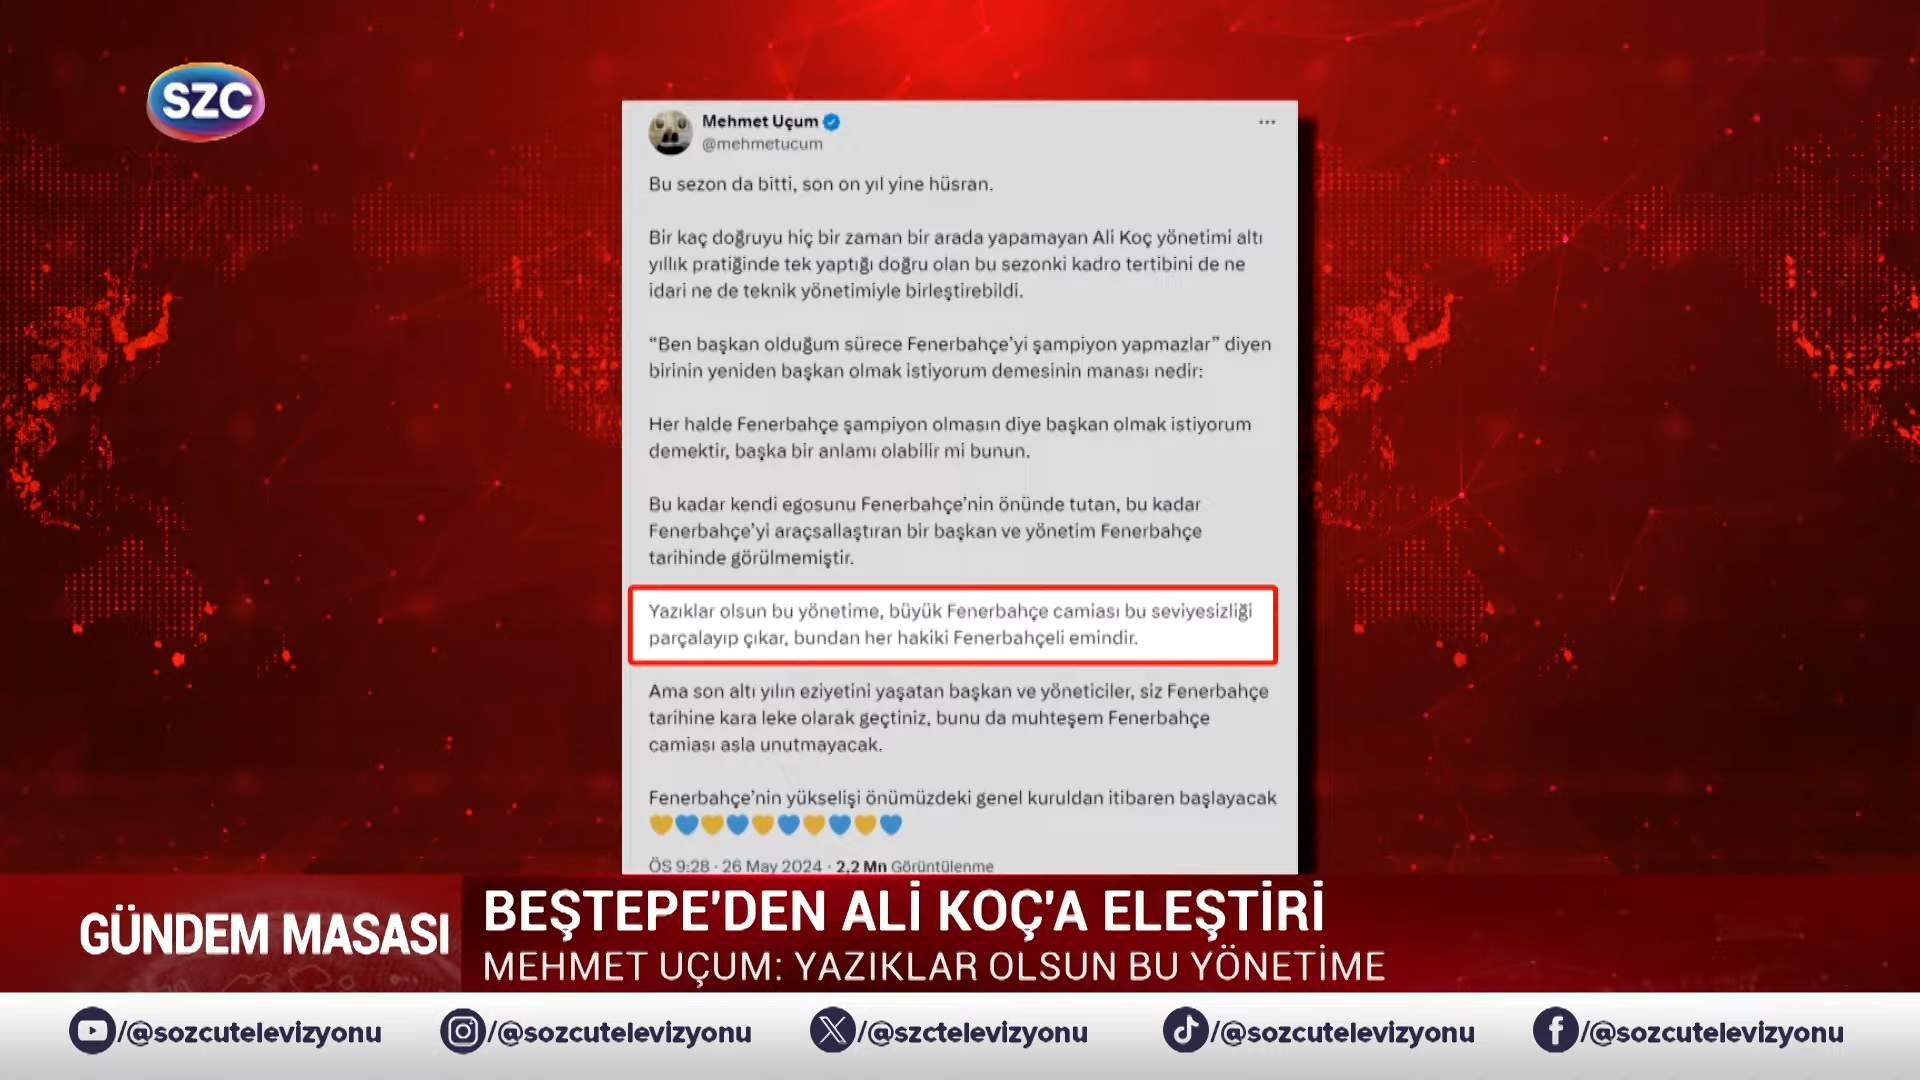 SZC
Mehmet Uçum
@mehmetucum
Bu sezon da bitti, son on yıl yine hüsran.
Bir kaç doğruyu hiç bir zaman bir arada yapamayan Ali Koç yönetimi altı
yıllık pratiğinde tek yaptığı doğru olan bu sezonki kadro tertibini de ne
idari ne de teknik yönetimiyle birleştirebildi.
“Ben başkan olduğum sürece Fenerbahçe’yi şampiyon yapmazlar” diyen
birinin yeniden başkan olmak istiyorum demesinin manası nedir:
Her halde Fenerbahçe şampiyon olmasın diye başkan olmak istiyorum
demektir, başka bir anlamı olabilir mi bunun.
Bu kadar kendi egosunu Fenerbahçe’nin önünde tutan, bu kadar
Fenerbahçe’yi araçsallaştıran bir başkan ve yönetim Fenerbahçe
tarihinde görülmemiştir.
Yazıklar olsun bu yönetime, büyük Fenerbahçe camiası bu seviyesizliği
parçalayıp çıkar, bundan her hakiki Fenerbahçeli emindir.
Ama son altı yılın eziyetini yaşatan başkan ve yöneticiler, siz Fenerbahçe
tarihine kara leke olarak geçtiniz, bunu da muhteşem Fenerbahçe
camiası asla unutmayacak.
Fenerbahçe’nin yükselişi önümüzdeki genel kuruldan itibaren başlayacak
💛💙💛💙💛💙💛💙💛💙
ÖS 9:28 · 26 May 2024 · 2,2 Mn Görüntülenme
GÜNDEM MASASI
BEŞTEPE'DEN ALİ KOÇ'A ELEŞTİRİ
MEHMET UÇUM: YAZIKLAR OLSUN BU YÖNETİME
/@sozcutelevizyonu /@sozcutelevizyonu /@szctelevizyonu /@sozcutelevizyonu /@sozcutelevizyonu